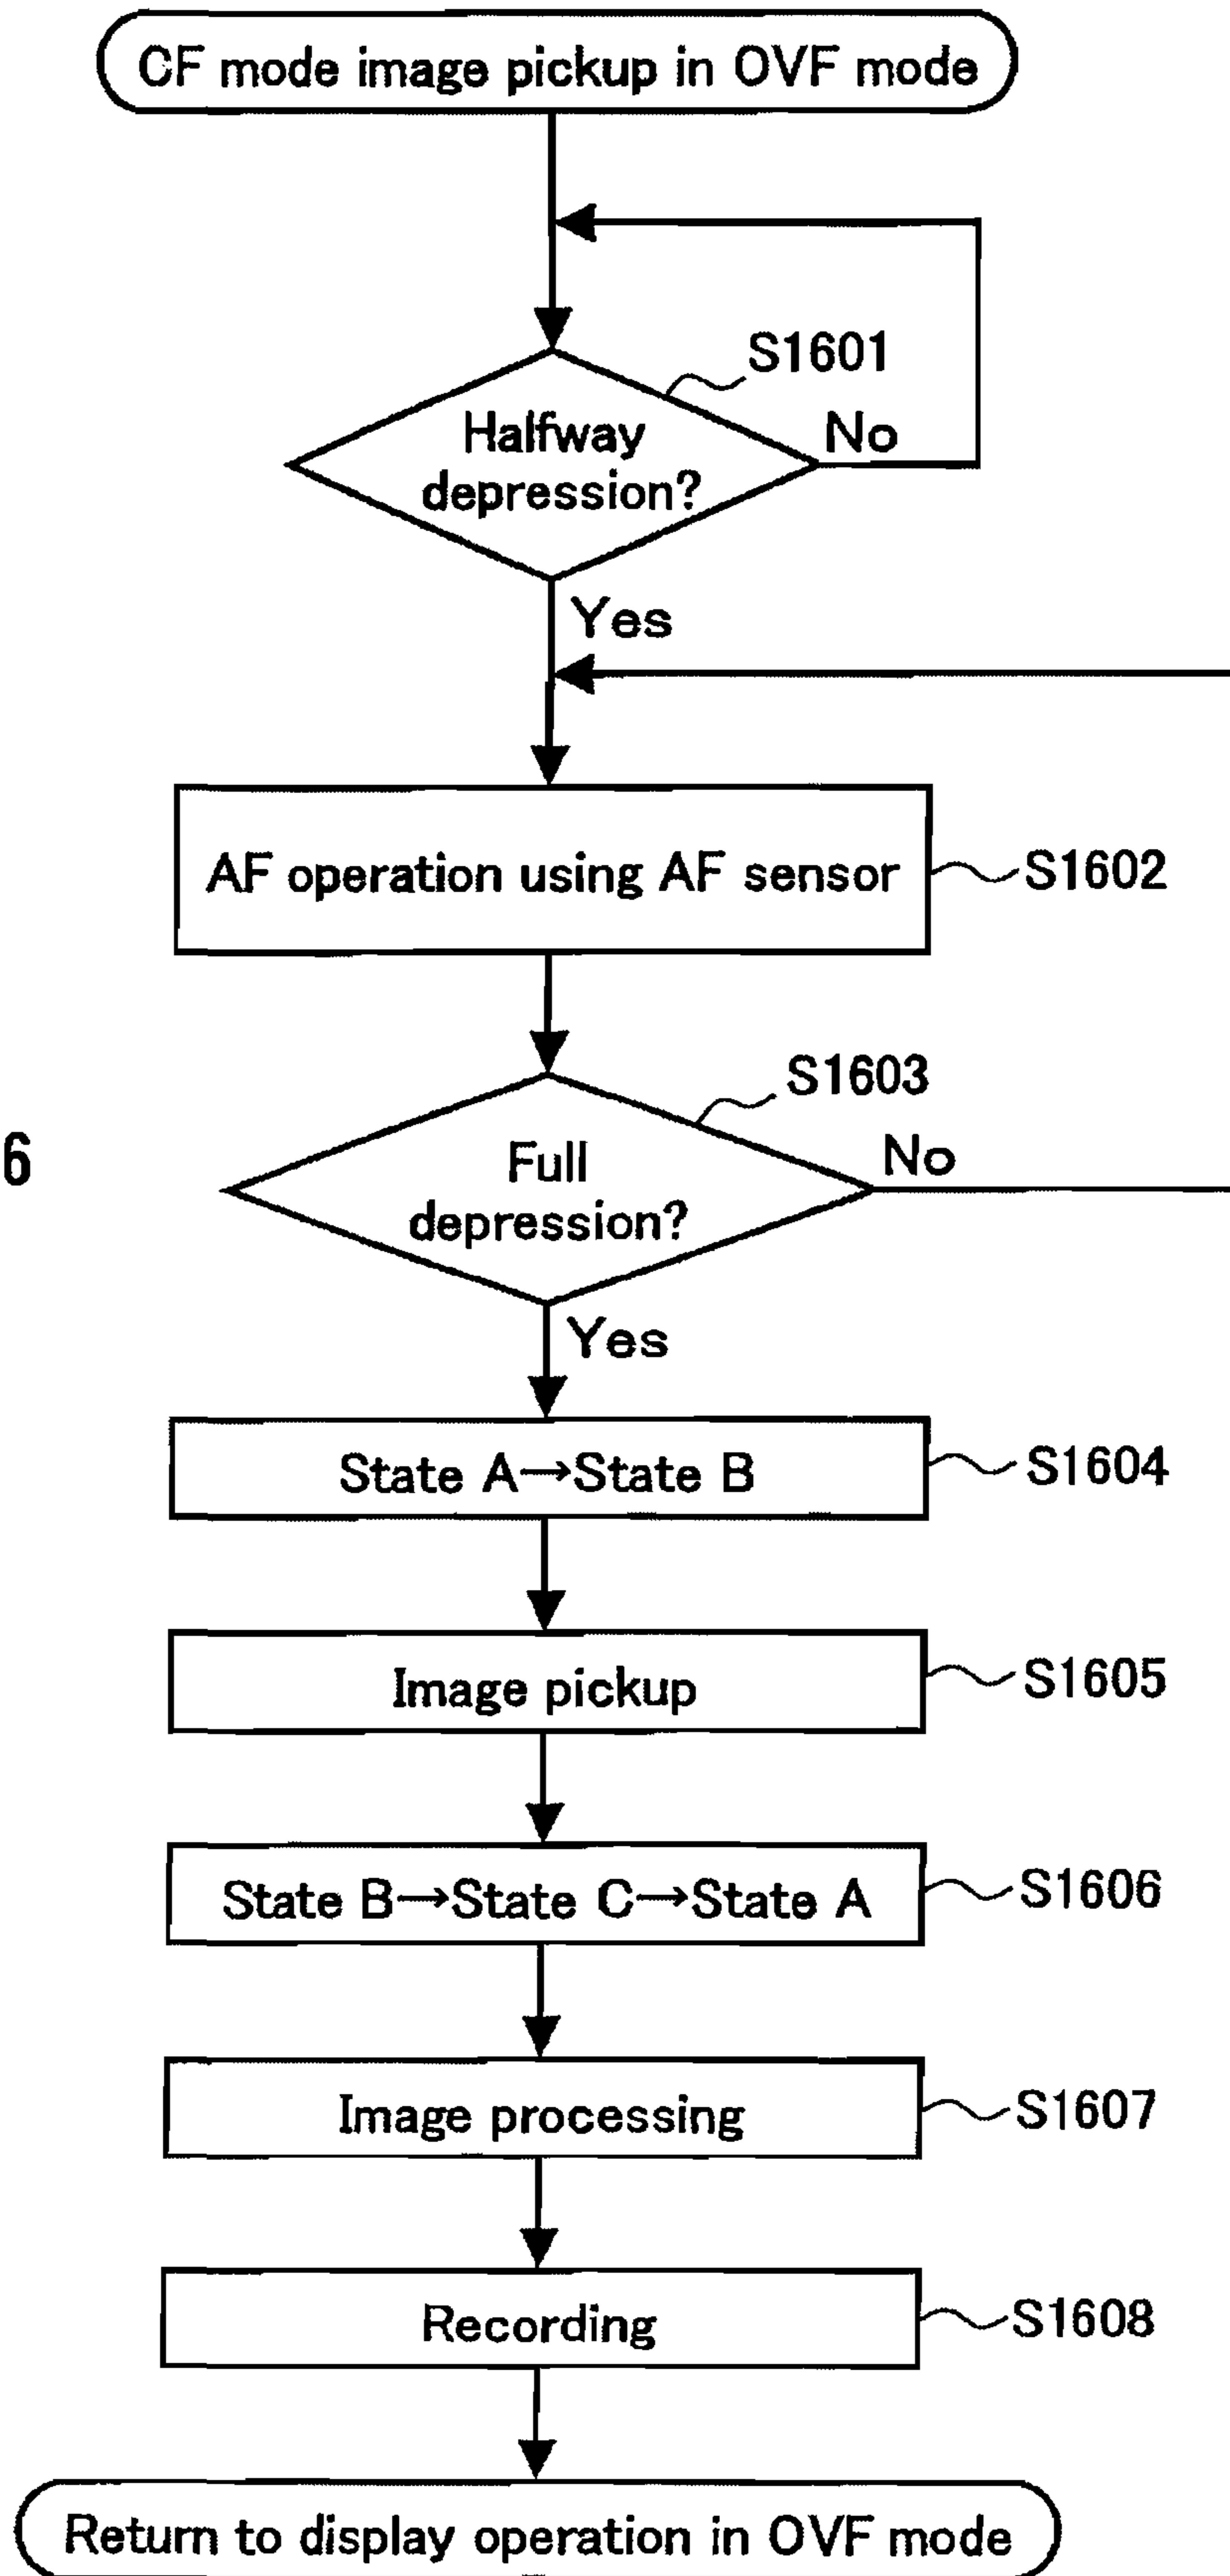 CF mode image pickup in OVF mode
S1601
Halfway
depression?
No
Yes
AF operation using AF sensor
S1602
S1603
6
Full
depression?
No
Yes
State A→State B
S1604
Image pickup
S1605
State B→State C→State A
S1606
Image processing
S1607
Recording
S1608
Return to display operation in OVF mode